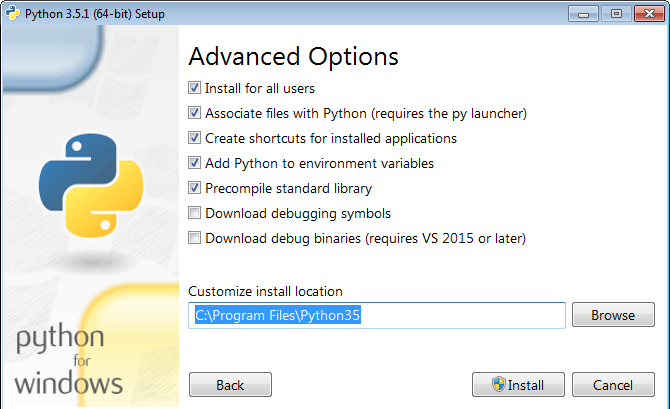 Python 3.5.1 (64-bit) Setup
Advanced Options
Install for all users
Associate files with Python (requires the py launcher)
Create shortcuts for installed applications
Add Python to environment variables
Precompile standard library
Download debugging symbols
Download debug binaries (requires VS 2015 or later)
Customize install location
C:\Program Files\Python35
Browse
python
for
windows
Back
Install
Cancel